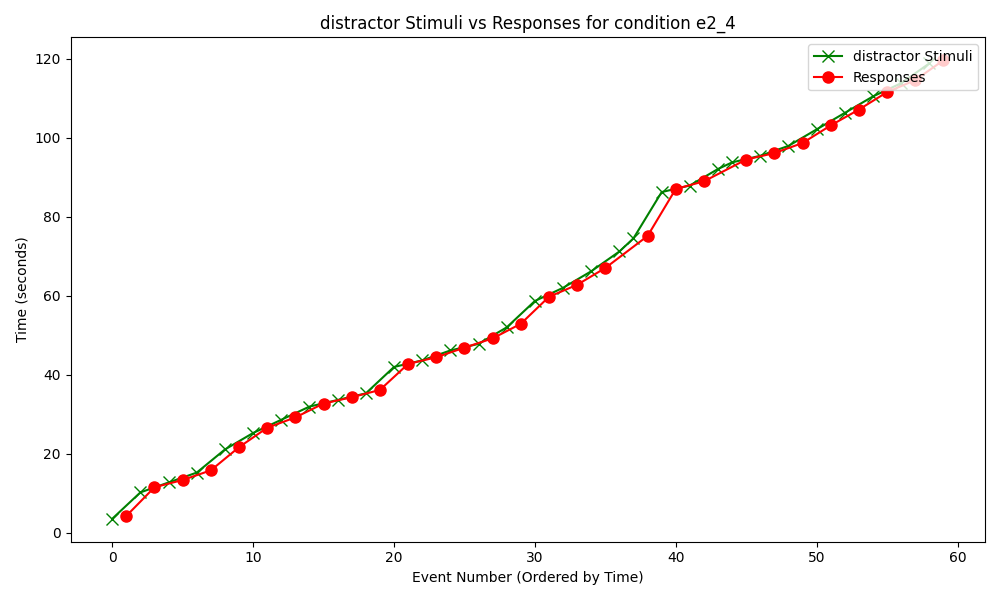 distractor Stimuli vs Responses for condition e2_4
distractor Stimuli
Responses
120
100
80
60
40
20
0
Time (seconds)
0 10 20 30 40 50 60
Event Number (Ordered by Time)